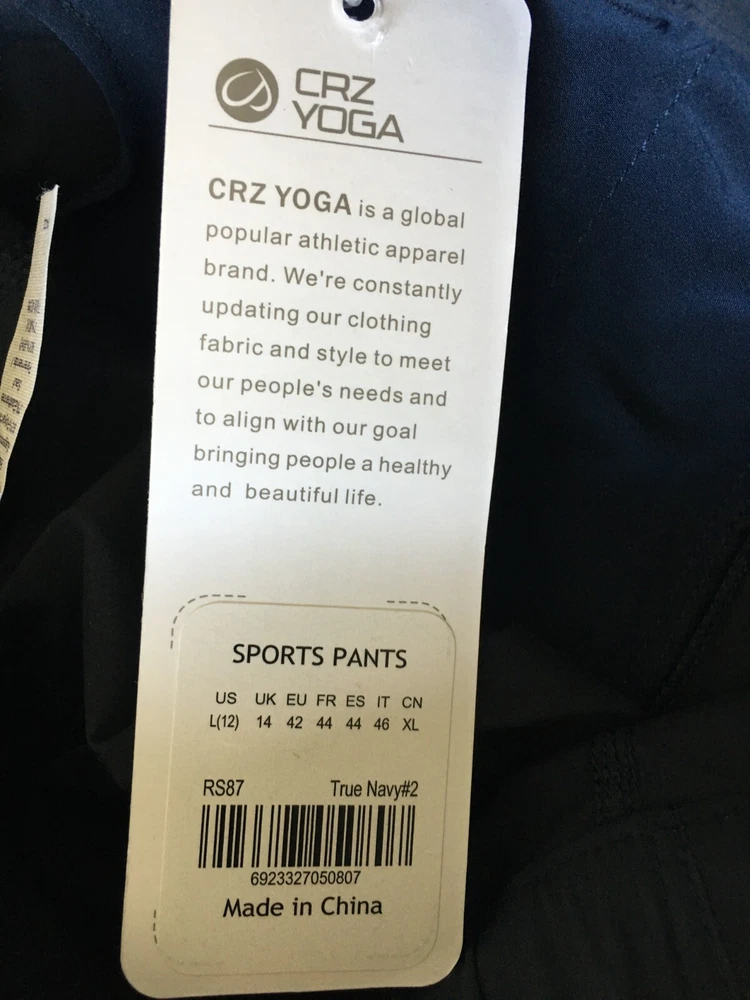 CRZ
YOGA
CRZ YOGA is a global
popular athletic apparel
brand. We're constantly
updating our clothing
fabric and style to meet
our people's needs and
to align with our goal
bringing people a healthy
and beautiful life.
SPORTS PANTS
US UK EU FR ES IT CN
L(12) 14 42 44 44 46 XL
RS87 True Navy#2
6923327050807
Made in China